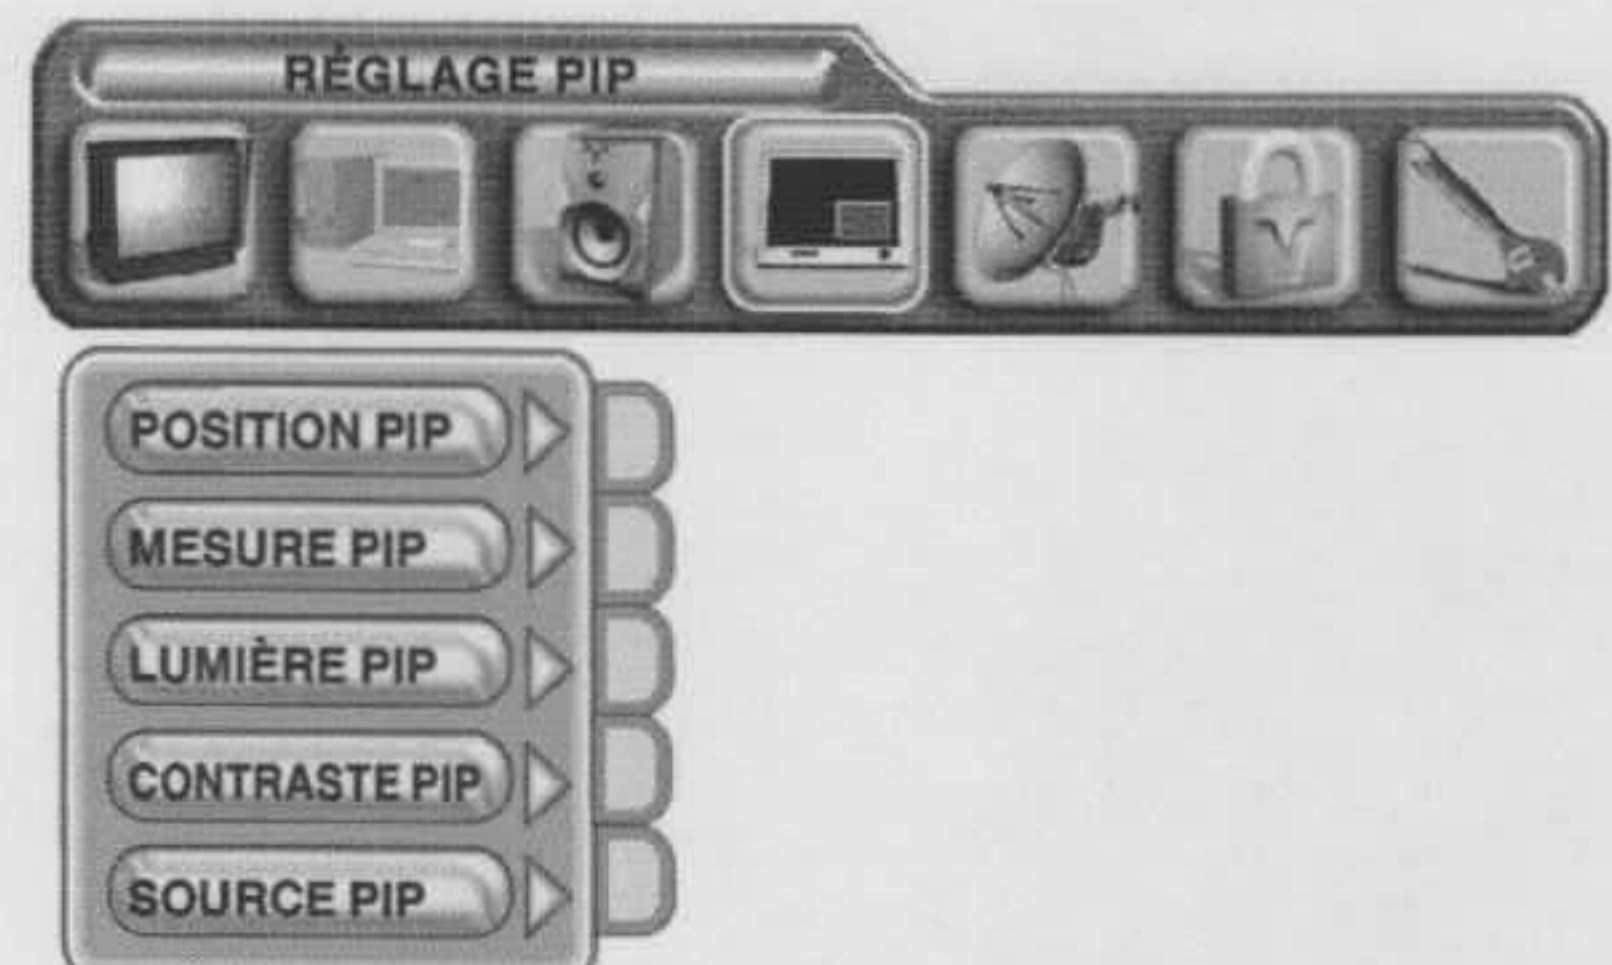 RÉGLAGE PIP
POSITION PIP
MESURE PIP
LUMIÈRE PIP
CONTRASTE PIP
SOURCE PIP